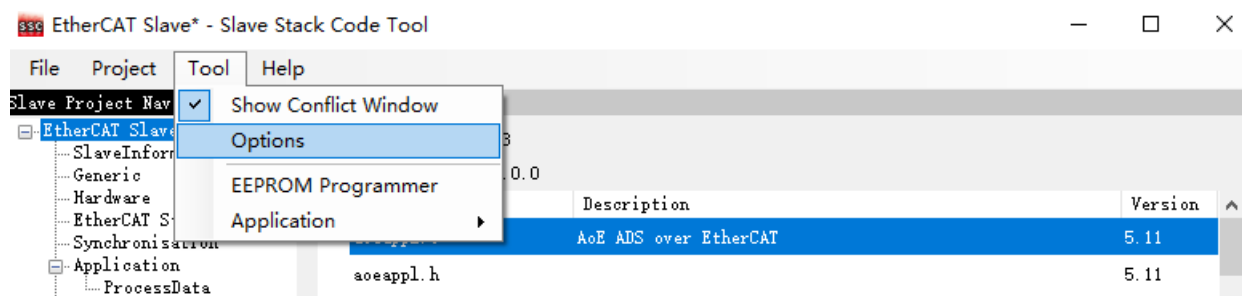 ssc EtherCAT Slave* - Slave Stack Code Tool
File Project Tool Help
Slave Project Nav
Show Conflict Window
EtherCAT Slave
Options
3
SlaveInfor
Generic
.0.0
EEPROM Programmer
Hardware
Description Version
EtherCAT S
Application
Synchronisation
AoE ADS over EtherCAT 5.11
Application
aoeappl.h 5.11
ProcessData